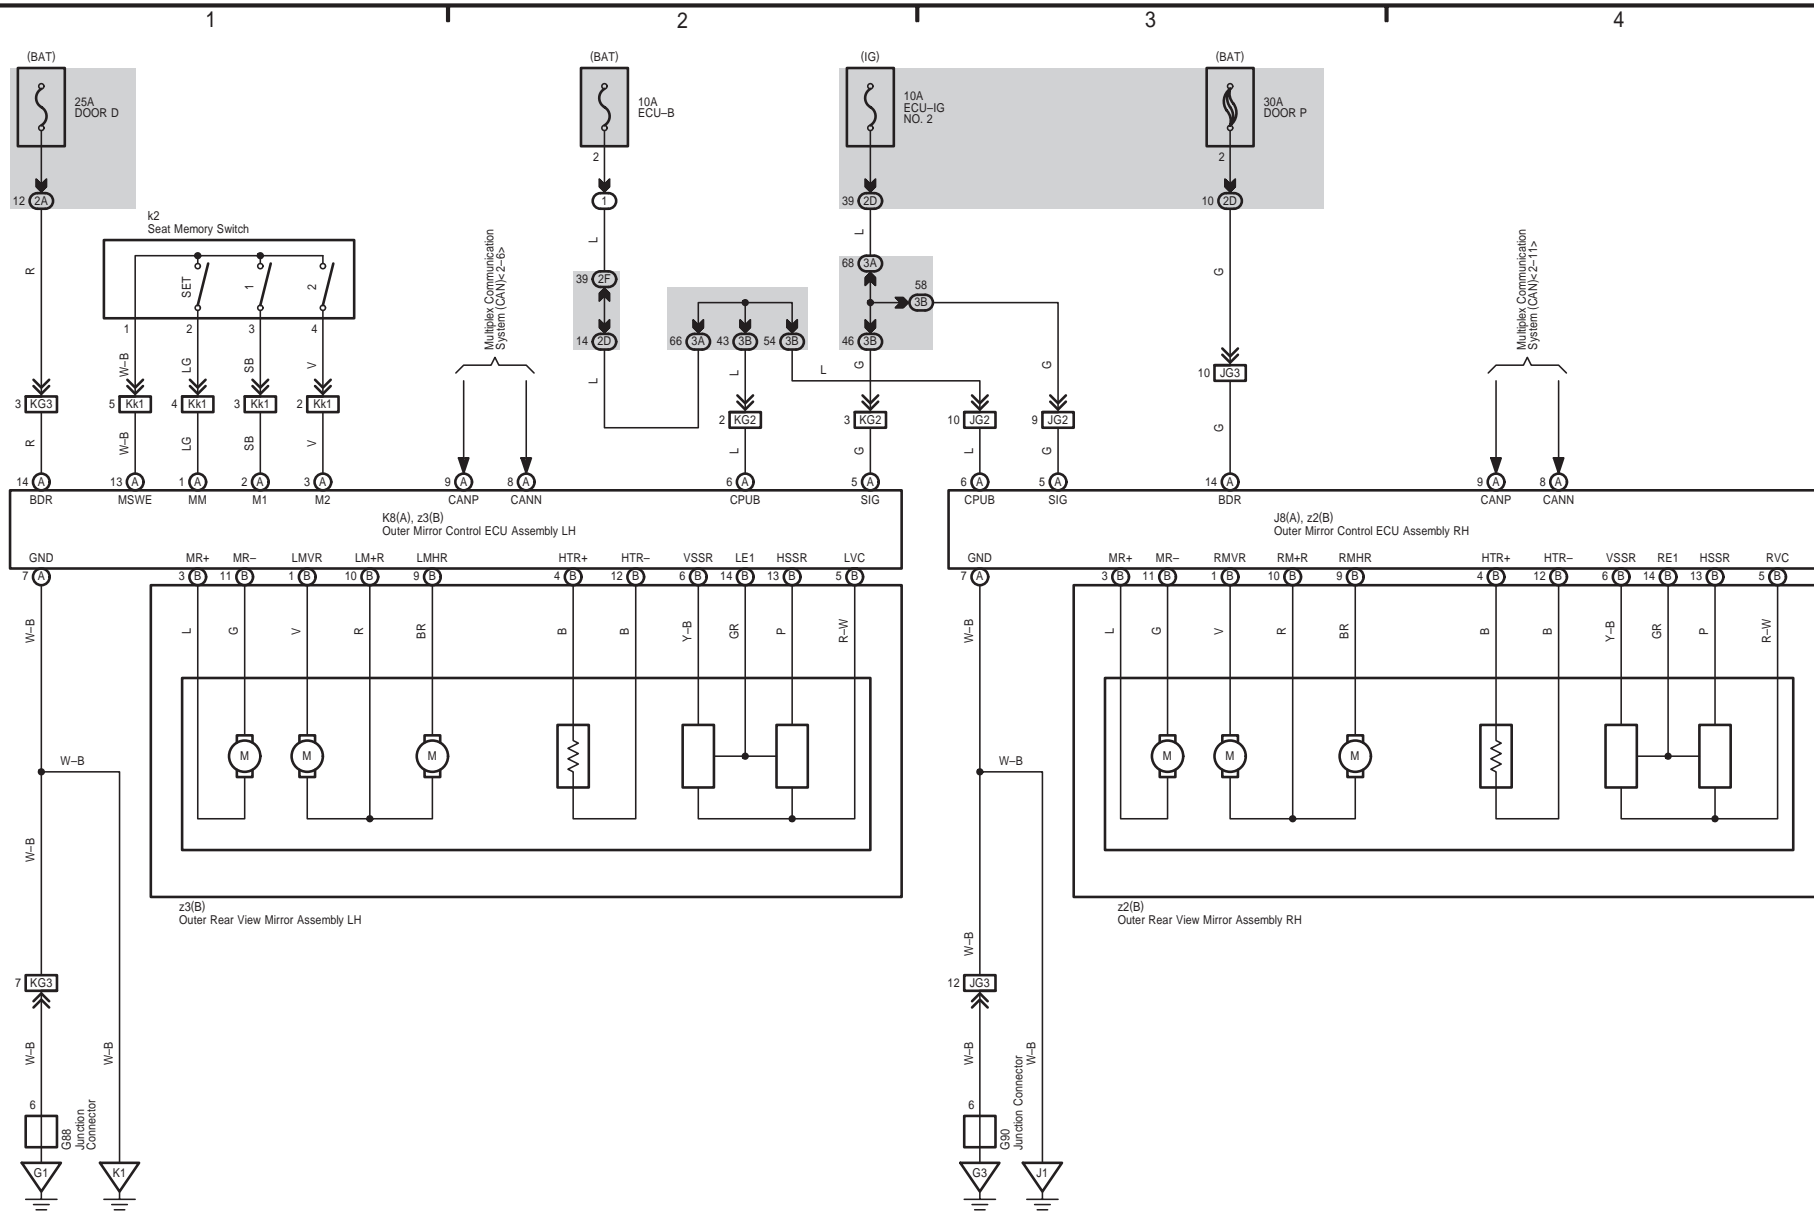 1 2 3 4
(BAT) (BAT) (IG) (BAT)
25A
DOOR D
10A
ECU–B
10A
ECU–IG
NO. 2
30A
DOOR P
2 2
12 2A 1 39 2D 10 2D
k2
Seat Memory Switch
SET 1 2
1 2 3 4
R W–B LG SB V
Multiplex Communication
System (CAN)<2–6>
L L G
39 2F 68 3A
58
3B
14 2D 66 3A 43 3B 54 3B 46 3B
Multiplex Communication
System (CAN)<2–11>
L L L G G
10 JG3
3 KG3 5 Kk1 4 Kk1 3 Kk1 2 Kk1
2 KG2 3 KG2 10 JG2 9 JG2
R W–B LG SB V L G L G G
14 A 13 A 1 A 2 A 3 A 9 A 8 A 6 A 5 A 6 A 5 A 14 A 9 A 8 A
BDR MSWE MM M1 M2 CANP CANN CPUB SIG CPUB SIG BDR CANP CANN
K8(A), z3(B)
Outer Mirror Control ECU Assembly LH
J8(A), z2(B)
Outer Mirror Control ECU Assembly RH
GND MR+ MR– LMVR LM+R LMHR HTR+ HTR– VSSR LE1 HSSR LVC
7 A 3 B 11 B 1 B 10 B 9 B 4 B 12 B 6 B 14 B 13 B 5 B
GND MR+ MR– RMVR RM+R RMHR HTR+ HTR– VSSR RE1 HSSR RVC
7 A 3 B 11 B 1 B 10 B 9 B 4 B 12 B 6 B 14 B 13 B 5 B
W–B L G V R BR B B Y–B GR P R–W
W–B L G V R BR B B Y–B GR P R–W
M M M M M M
W–B W–B
W–B
z3(B)
Outer Rear View Mirror Assembly LH
z2(B)
Outer Rear View Mirror Assembly RH
W–B
7 KG3 12 JG3
W–B W–B W–B W–B
6 6
G88
Junction
Connector
G90
Junction Connector
G1 K1 G3 J1